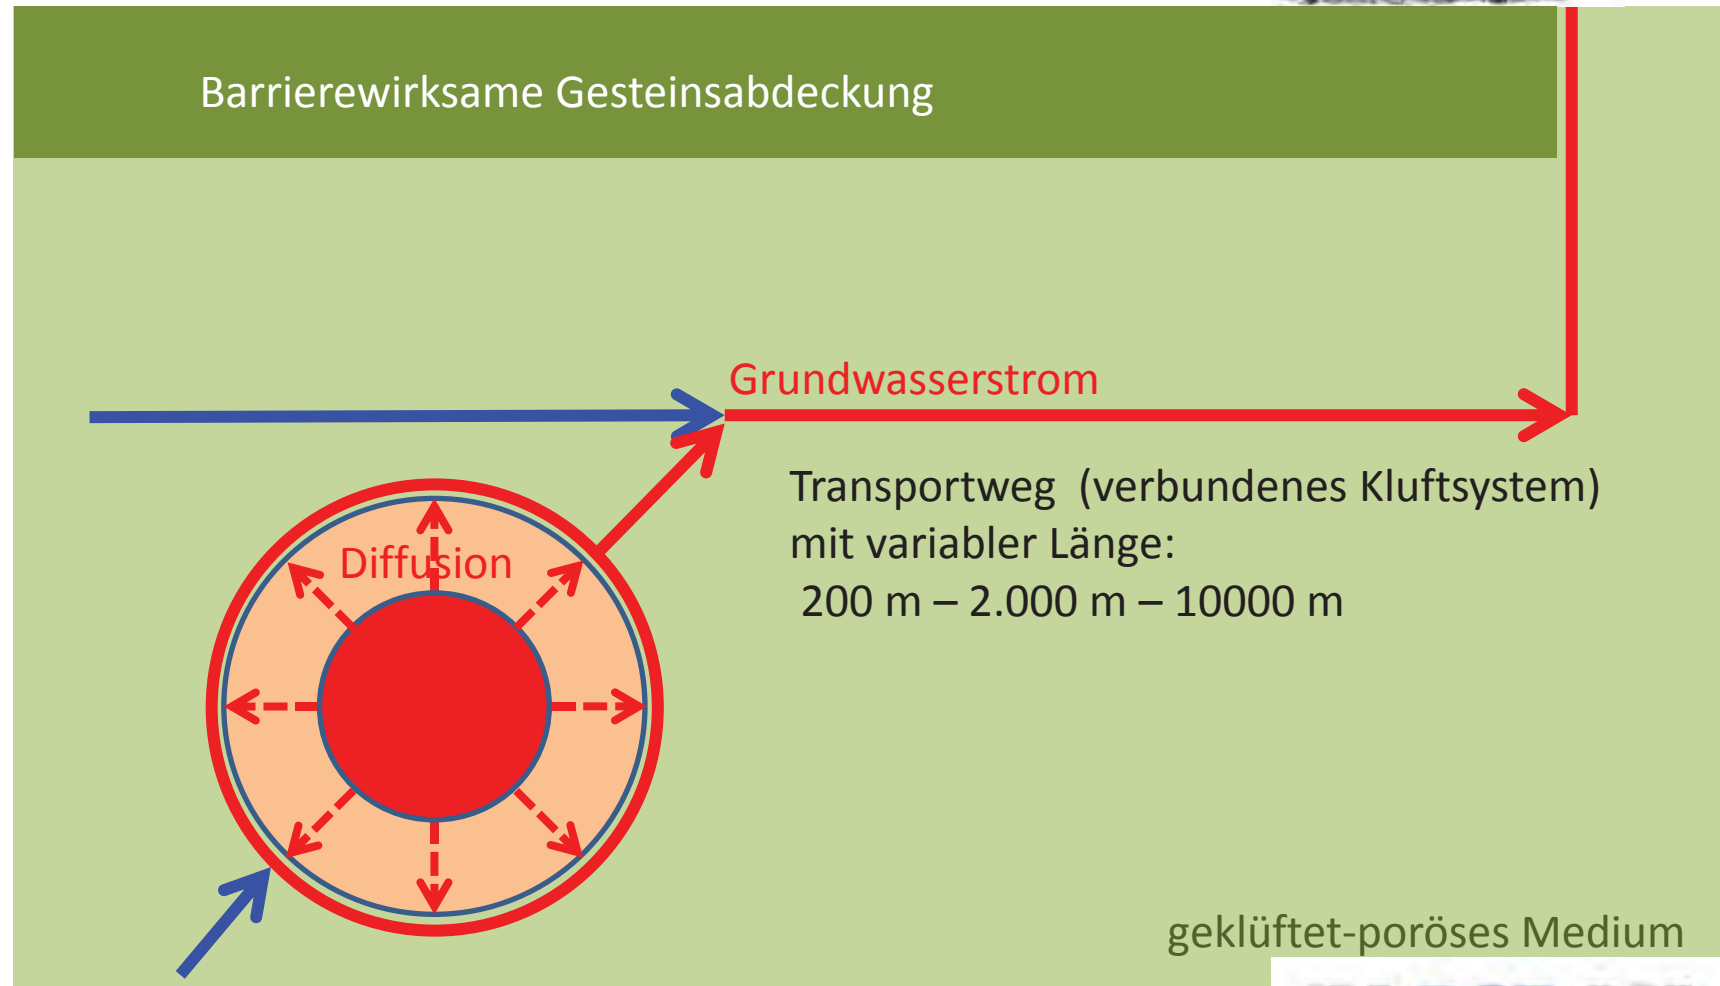 Barrierewirksame Gesteinsabdeckung
Grundwasserstrom
Transportweg (verbundenes Kluftsystem)
mit variabler Länge:
200 m – 2.000 m – 10000 m
Diffusion
geklüftet-poröses Medium